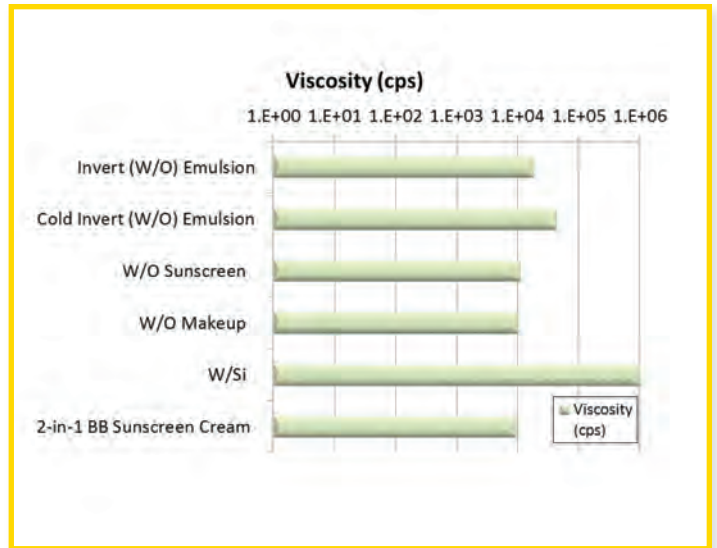 Viscosity (cps)
1.E+00 1.E+01 1.E+02 1.E+03 1.E+04 1.E+05 1.E+06
Invert (W/O) Emulsion
Cold Invert (W/O) Emulsion
W/O Sunscreen
W/O Makeup
W/Si
2-in-1 BB Sunscreen Cream
Viscosity
(cps)